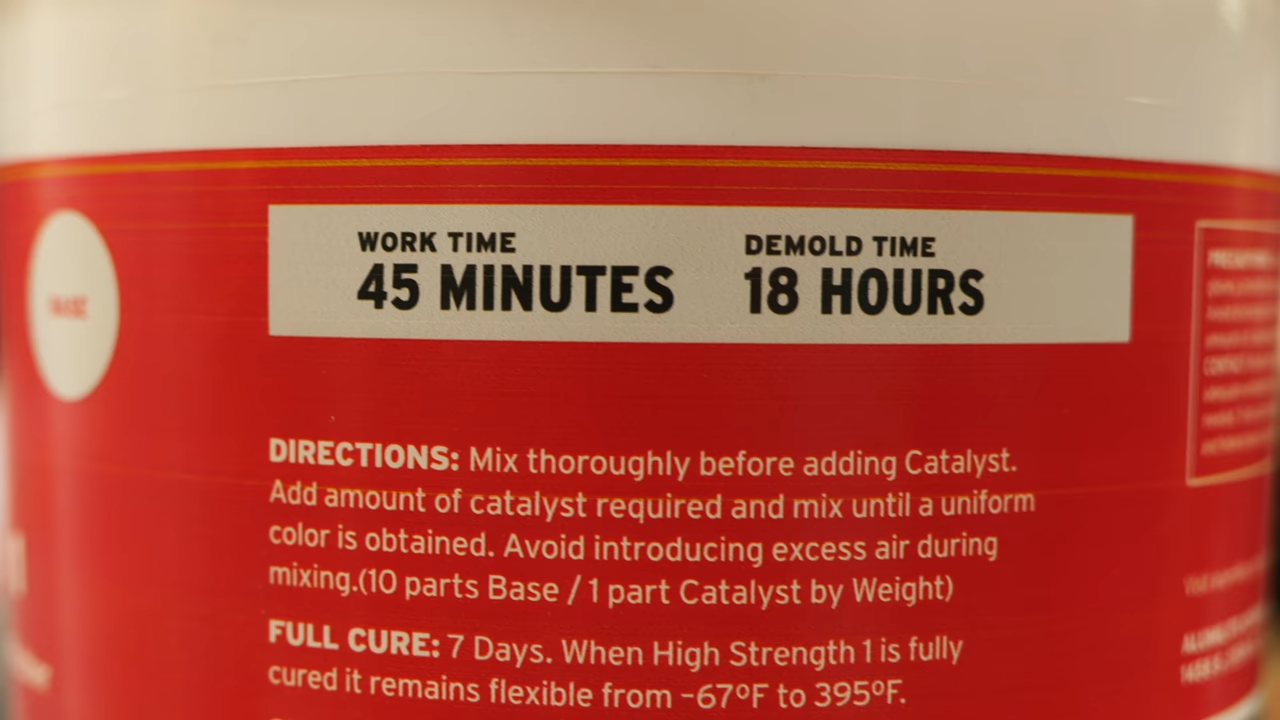 WORK TIME
45 MINUTES
DEMOLD TIME
18 HOURS
BASE
DIRECTIONS: Mix thoroughly before adding Catalyst.
Add amount of catalyst required and mix until a uniform
color is obtained. Avoid introducing excess air during
mixing.(10 parts Base / 1 part Catalyst by Weight)
FULL CURE: 7 Days. When High Strength 1 is fully
cured it remains flexible from -67ºF to 395ºF.